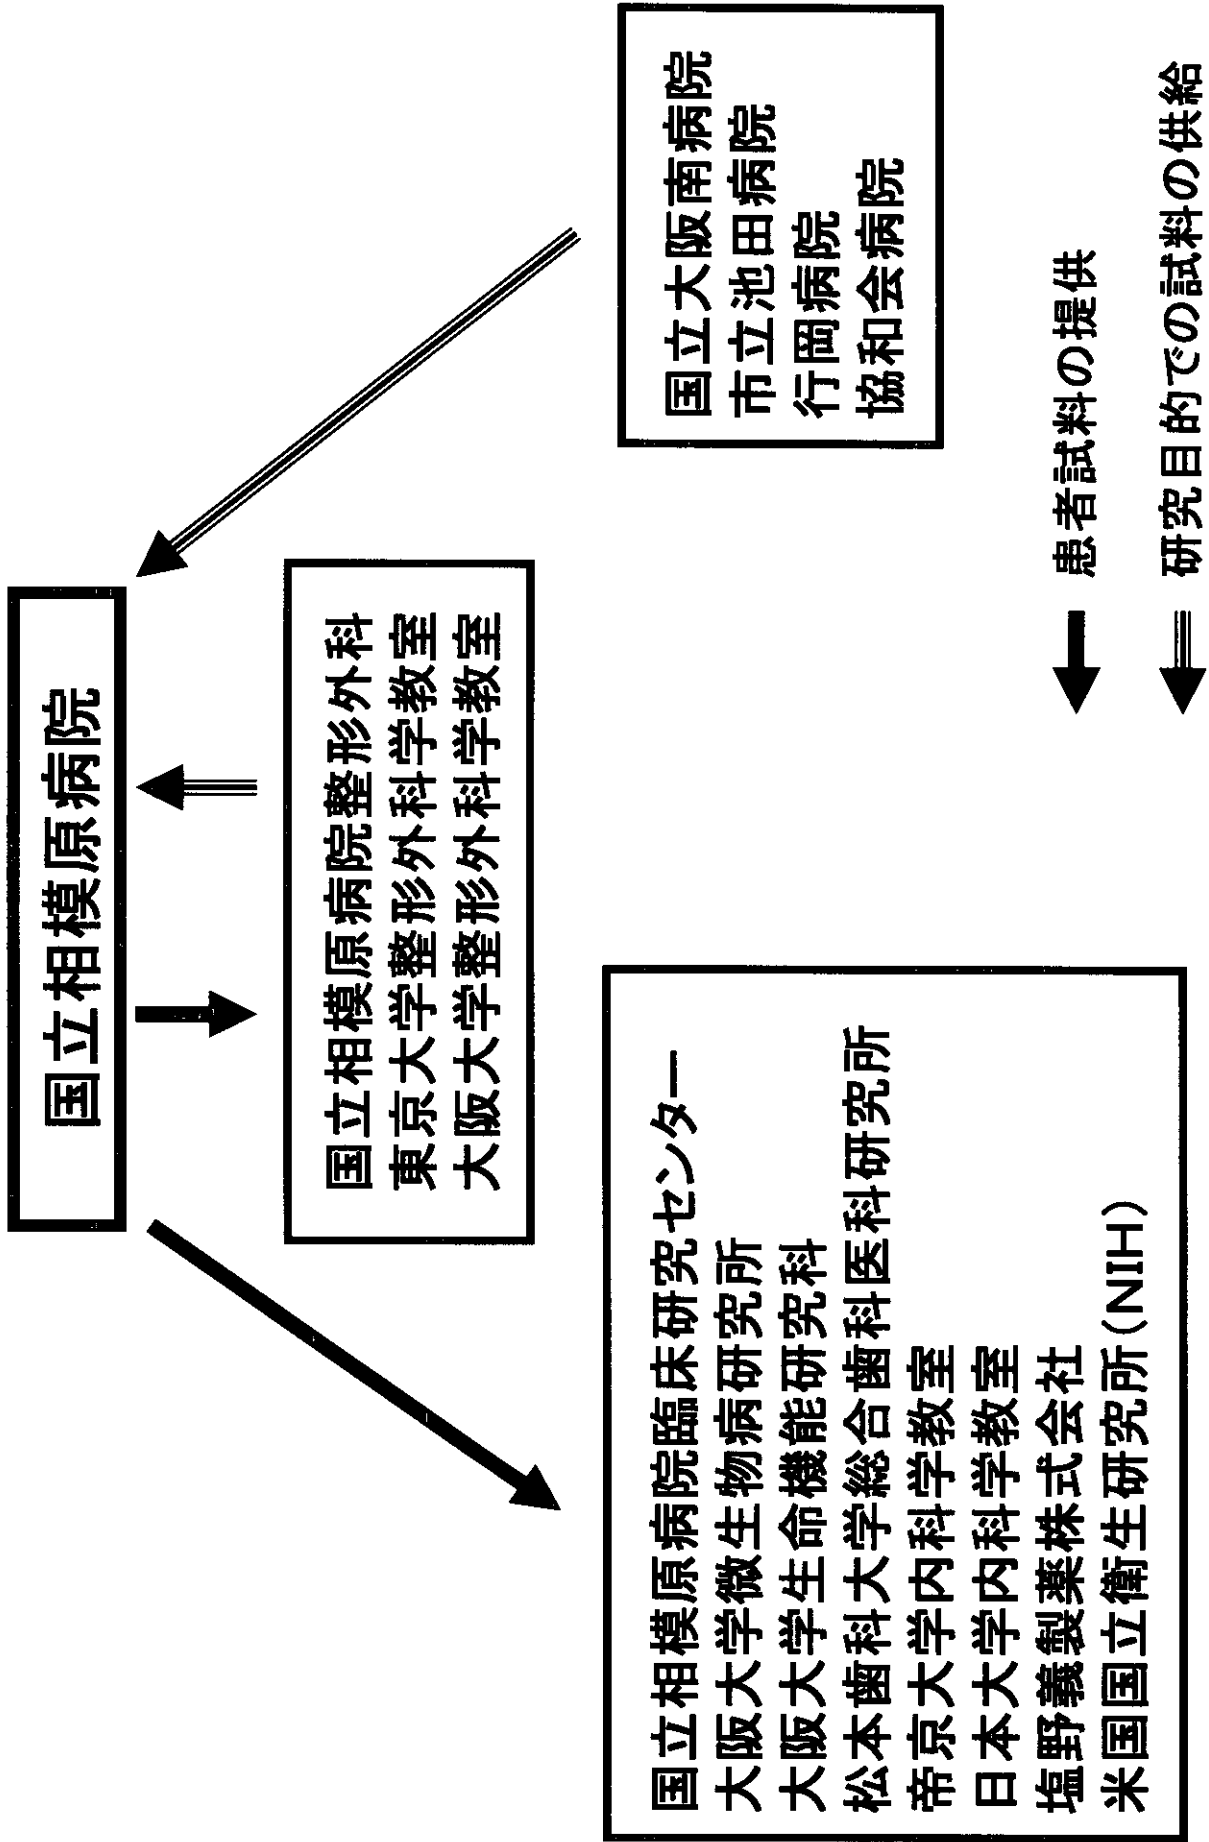 国立相模原病院
国立相模原病院整形外科
東京大学整形外科学教室
大阪大学整形外科学教室
国立相模原病院臨床研究センター
大阪大学微生物病研究所
大阪大学生命機能研究科
松本歯科大学総合歯科医科研究所
帝京大学内科学教室
日本大学内科学教室
塩野義製薬株式会社
米国国立衛生研究所(NIH)
国立大阪南病院
市立池田病院
行岡病院
協和会病院
患者試料の提供
研究目的での試料の供給